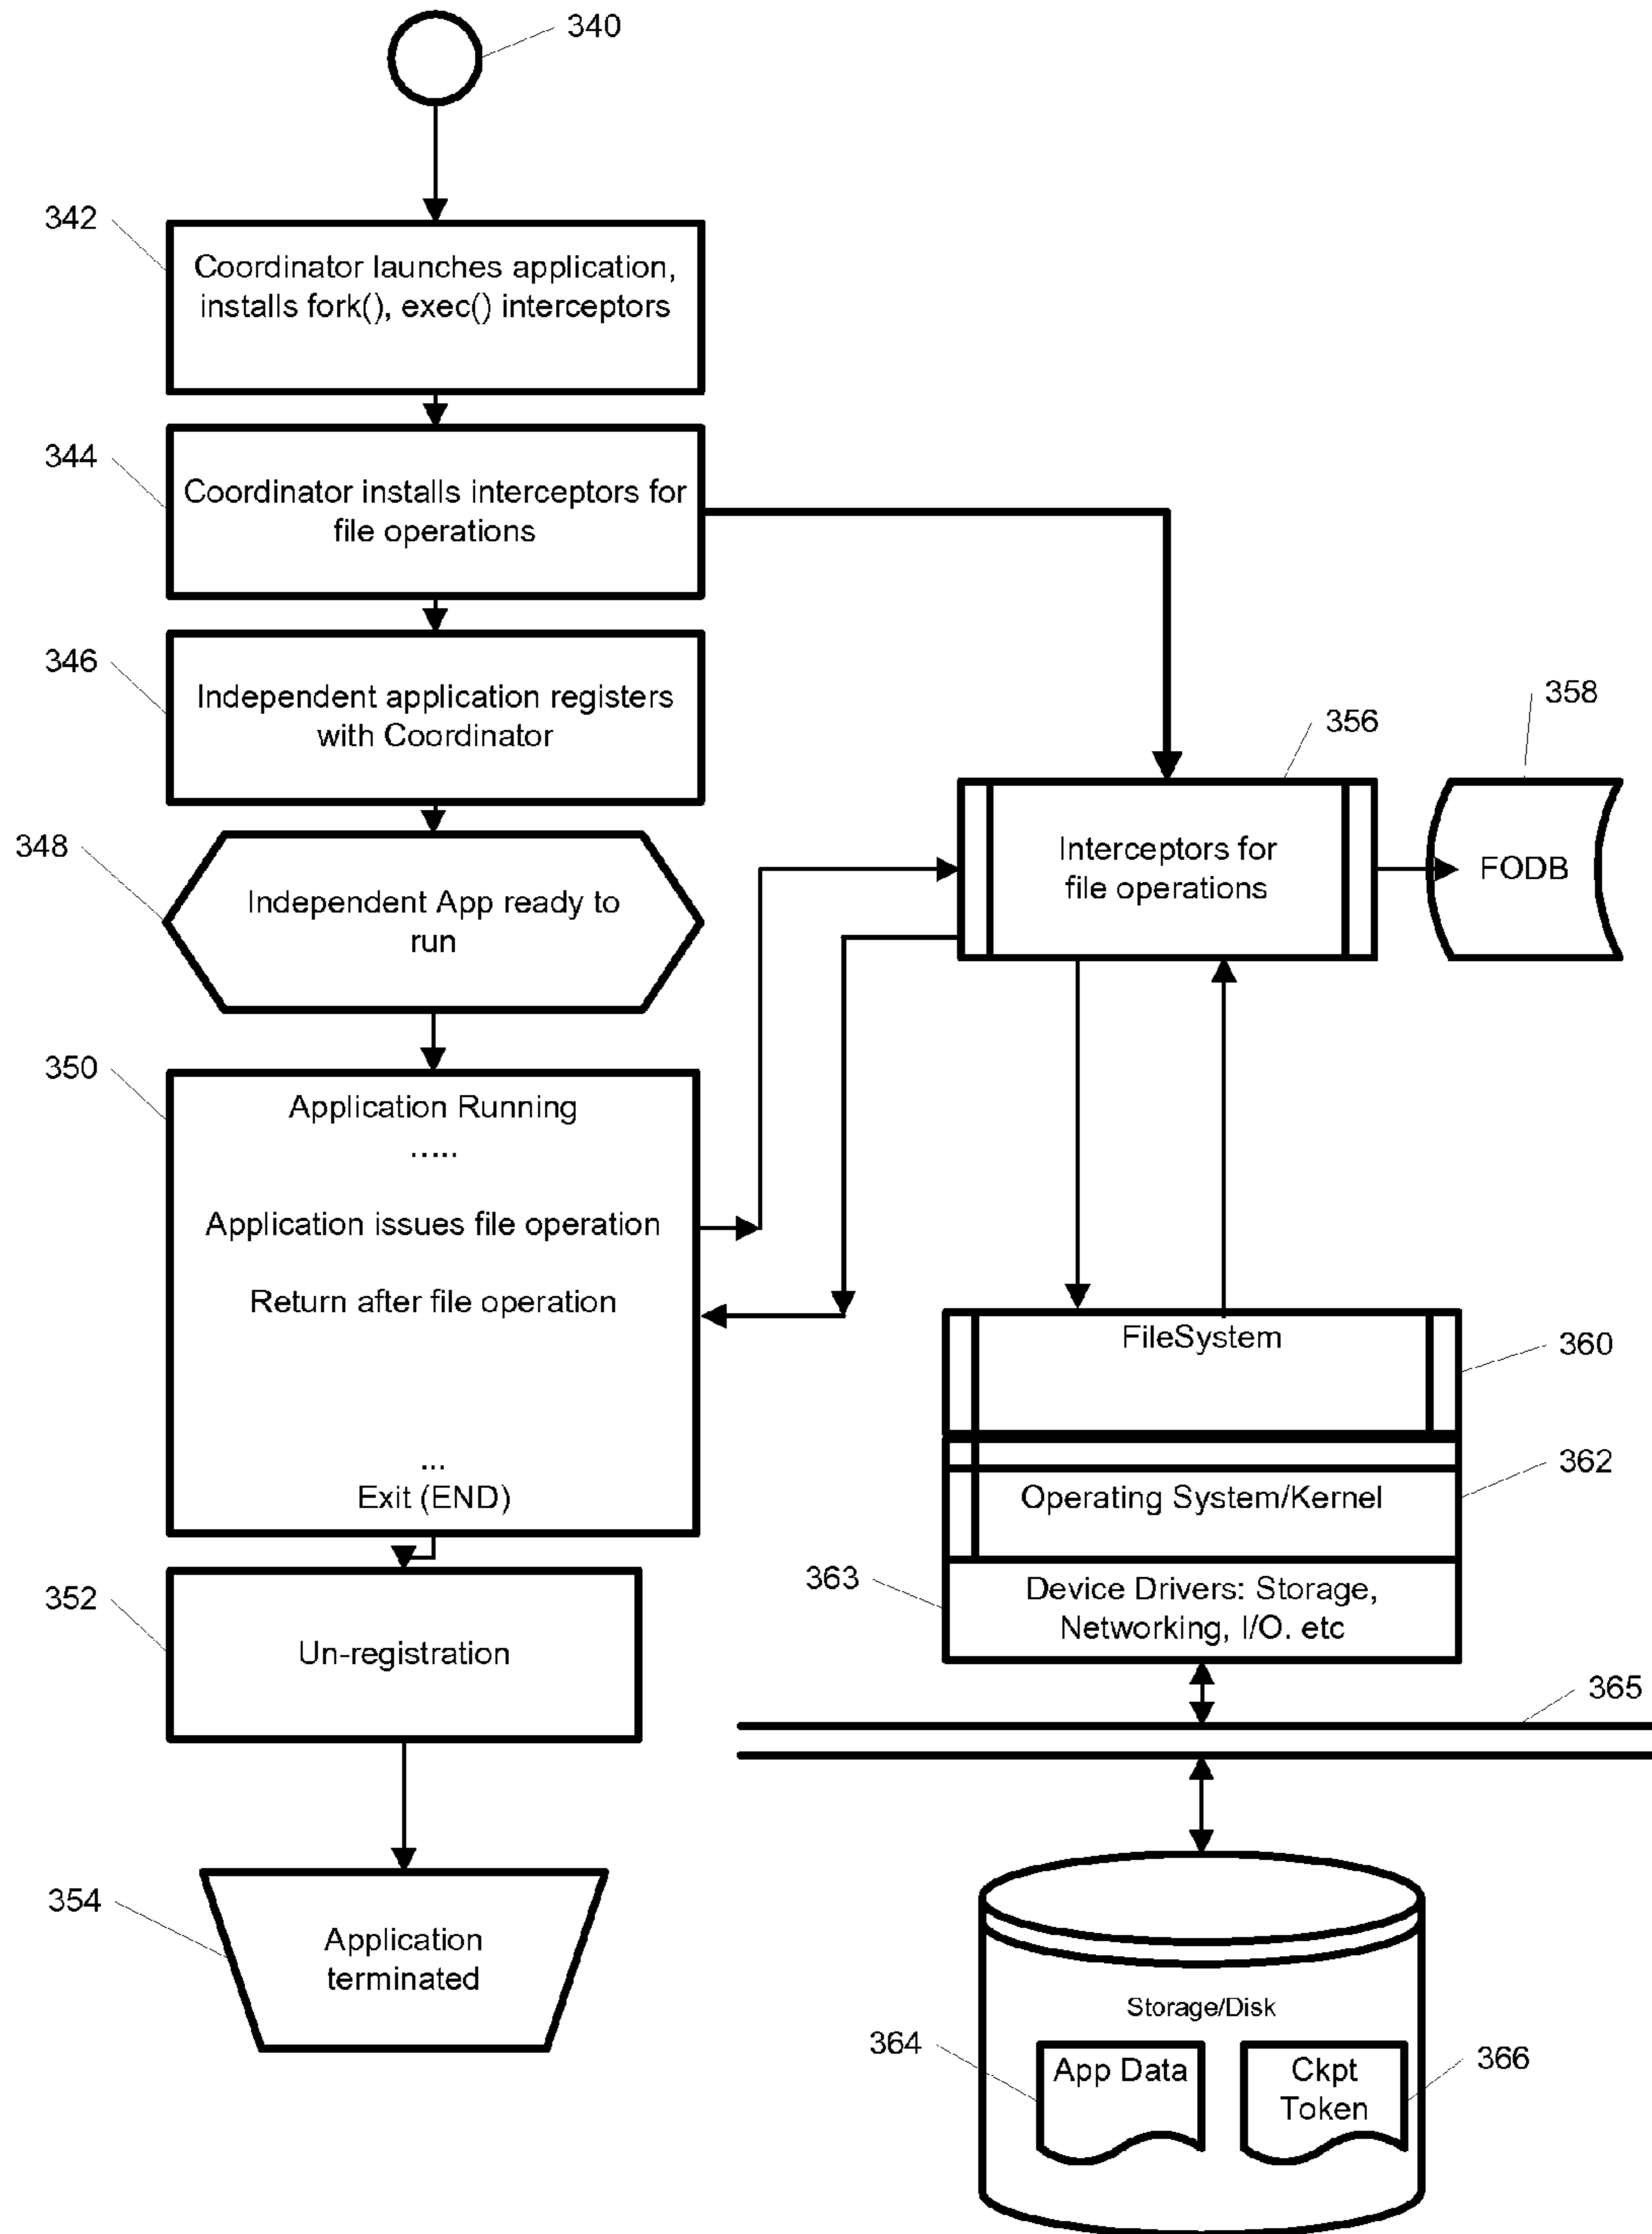 340
342
Coordinator launches application,
installs fork(), exec() interceptors
344
Coordinator installs interceptors for
file operations
346
Independent application registers
with Coordinator
348
Independent App ready to
run
350
Application Running
.....
Application issues file operation
Return after file operation
...
Exit (END)
352
Un-registration
354
Application
terminated
356
Interceptors for
file operations
358
FODB
FileSystem
360
Operating System/Kernel
362
363
Device Drivers: Storage,
Networking, I/O. etc
365
Storage/Disk
364
App Data
Ckpt
Token
366